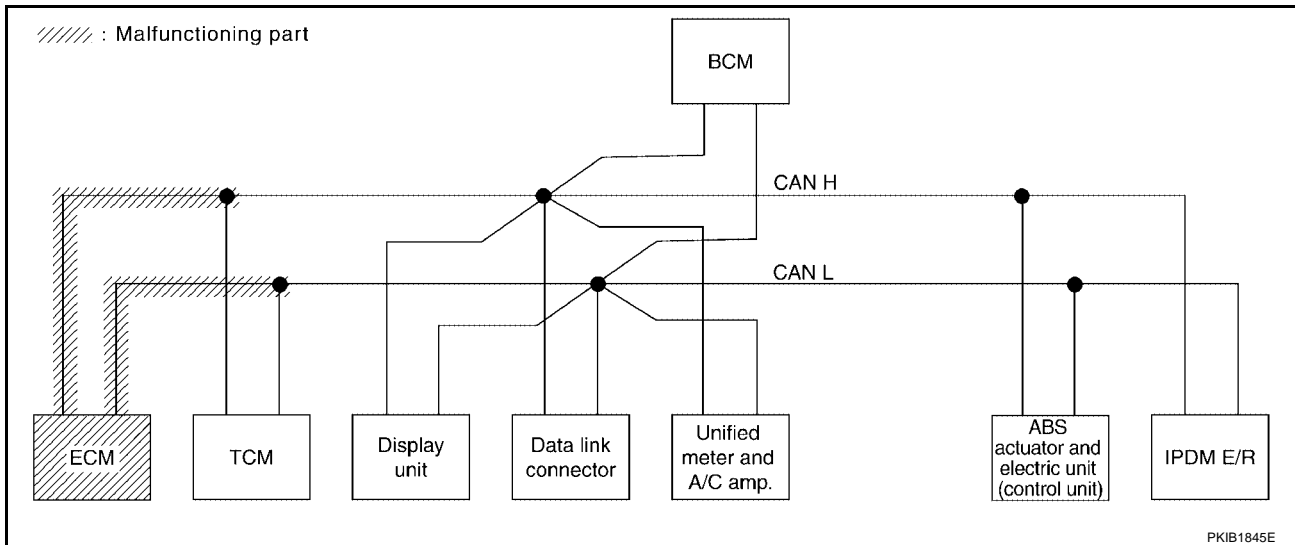 : Malfunctioning part
BCM
CAN H
CAN L
ECM
TCM
Display
unit
Data link
connector
Unified
meter and
A/C amp.
ABS
actuator and
electric unit
(control unit)
IPDM E/R
PKIB1845E